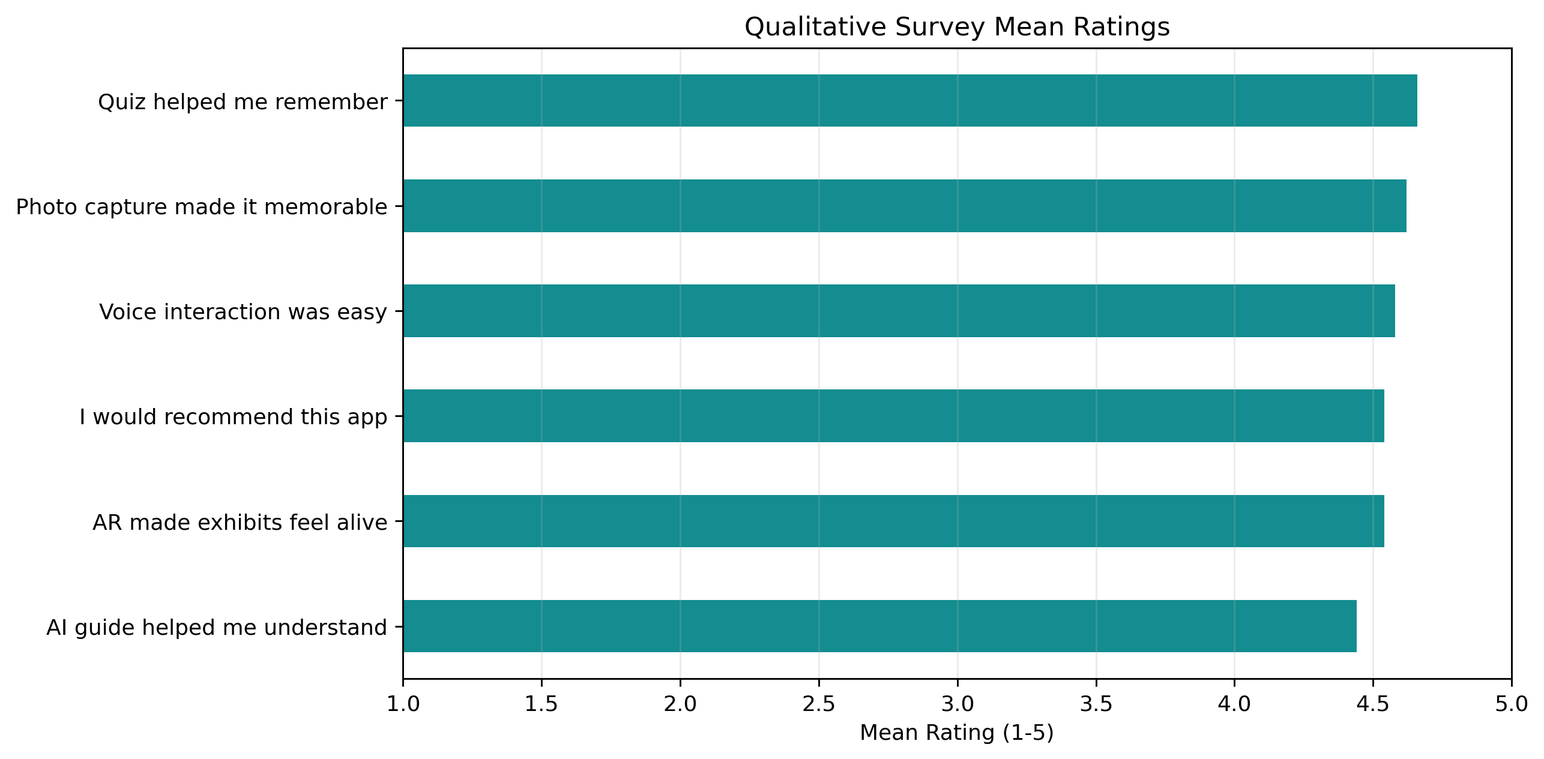 Qualitative Survey Mean Ratings
Quiz helped me remember
Photo capture made it memorable
Voice interaction was easy
I would recommend this app
AR made exhibits feel alive
AI guide helped me understand
1.0 1.5 2.0 2.5 3.0 3.5 4.0 4.5 5.0
Mean Rating (1-5)